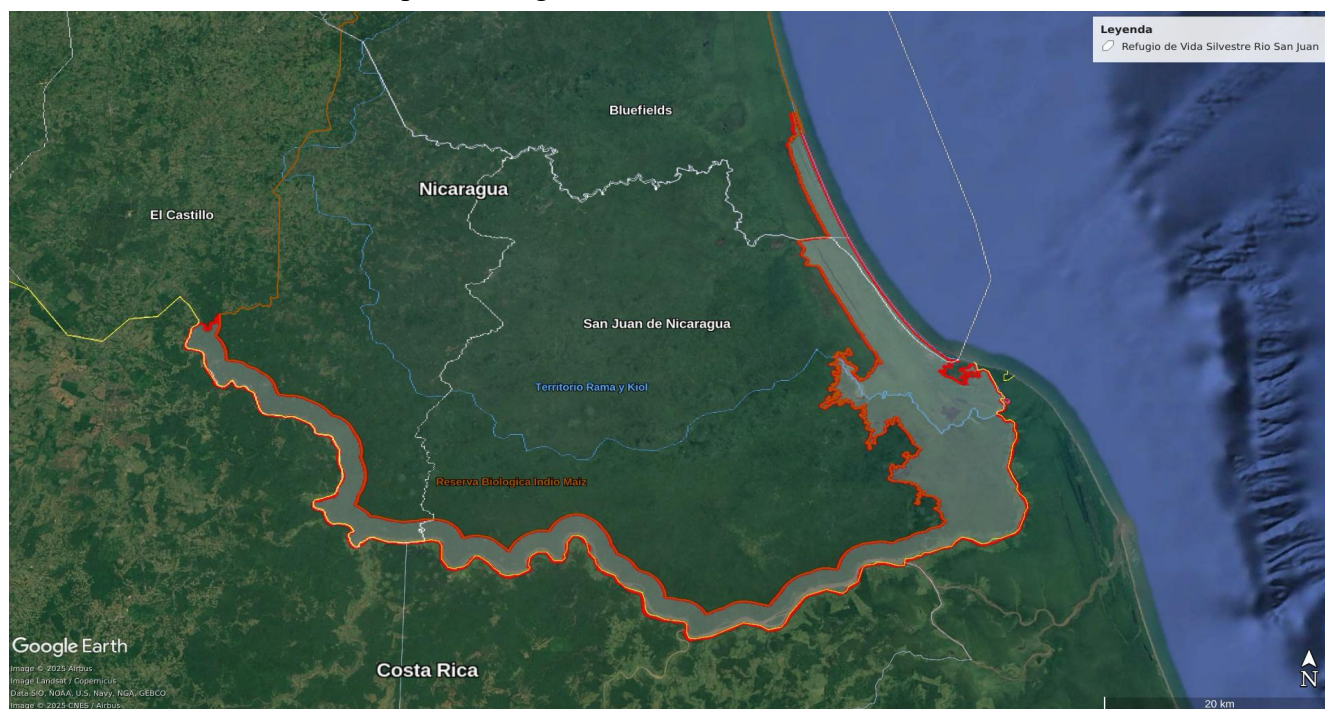 Leyenda
Refugio de Vida Silvestre Rio San Juan
Bluefields
Nicaragua
El Castillo
San Juan de Nicaragua
Territorio Rama y Kiol
Reserva Biologica Indio Maiz
Google Earth
Costa Rica
Image © 2025 Airbus
Image Landsat / Copernicus
Data SIO, NOAA, U.S. Navy, NGA, GEBCO
Image © 2025 CNES / Airbus
N
20 km